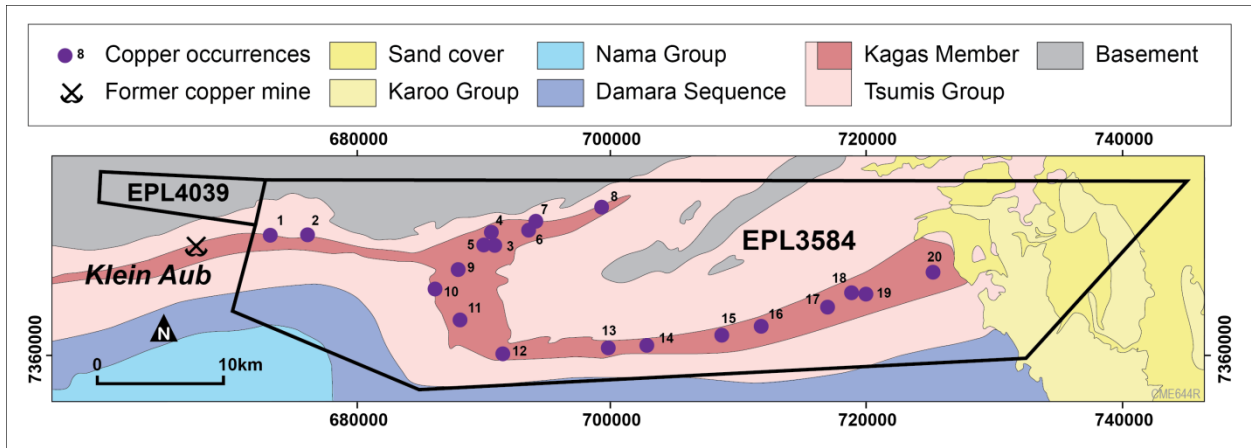 8 Copper occurrences
Former copper mine
Sand cover
Karoo Group
Nama Group
Damara Sequence
Kagas Member
Tsumis Group
Basement
680000 700000 720000 740000
EPL4039
EPL3584
Klein Aub
N
0 10km
1 2 3 4 5 6 7 8 9 10 11 12 13 14 15 16 17 18 19 20
7360000
7360000
CME644R
680000 700000 720000 740000